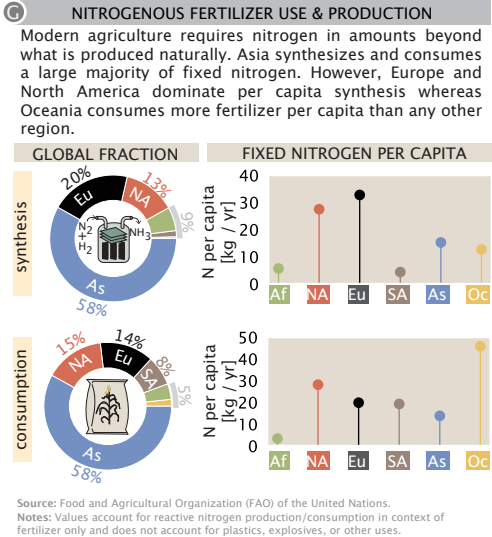 G
NITROGENOUS FERTILIZER USE & PRODUCTION
Modern agriculture requires nitrogen in amounts beyond
what is produced naturally. Asia synthesizes and consumes
a large majority of fixed nitrogen. However, Europe and
North America dominate per capita synthesis whereas
Oceania consumes more fertilizer per capita than any other
region.
GLOBAL FRACTION
synthesis
20%
13%
9%
58%
Eu
NA
As
N2
+
H2
NH3
FIXED NITROGEN PER CAPITA
N per capita
[kg / yr]
40
30
20
10
0
Af NA Eu SA As Oc
consumption
15%
14%
8%
5%
58%
NA
Eu
SA
As
N per capita
[kg / yr]
50
40
30
20
10
0
Af NA Eu SA As Oc
Source: Food and Agricultural Organization (FAO) of the United Nations.
Notes: Values account for reactive nitrogen production/consumption in context of
fertilizer only and does not account for plastics, explosives, or other uses.